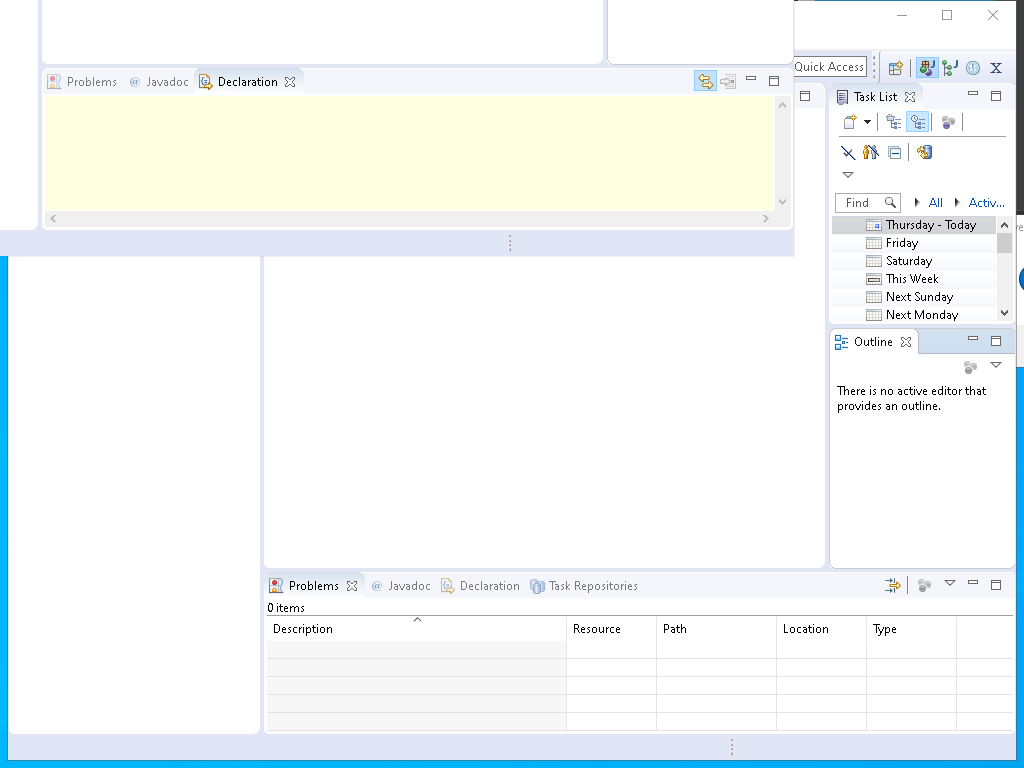 Problems @ Javadoc Declaration
Quick Access
Task List
Find All Activ...
Thursday - Today
Friday
Saturday
This Week
Next Sunday
Next Monday
Outline
There is no active editor that
provides an outline.
Problems @ Javadoc Declaration Task Repositories
0 items
Description Resource Path Location Type